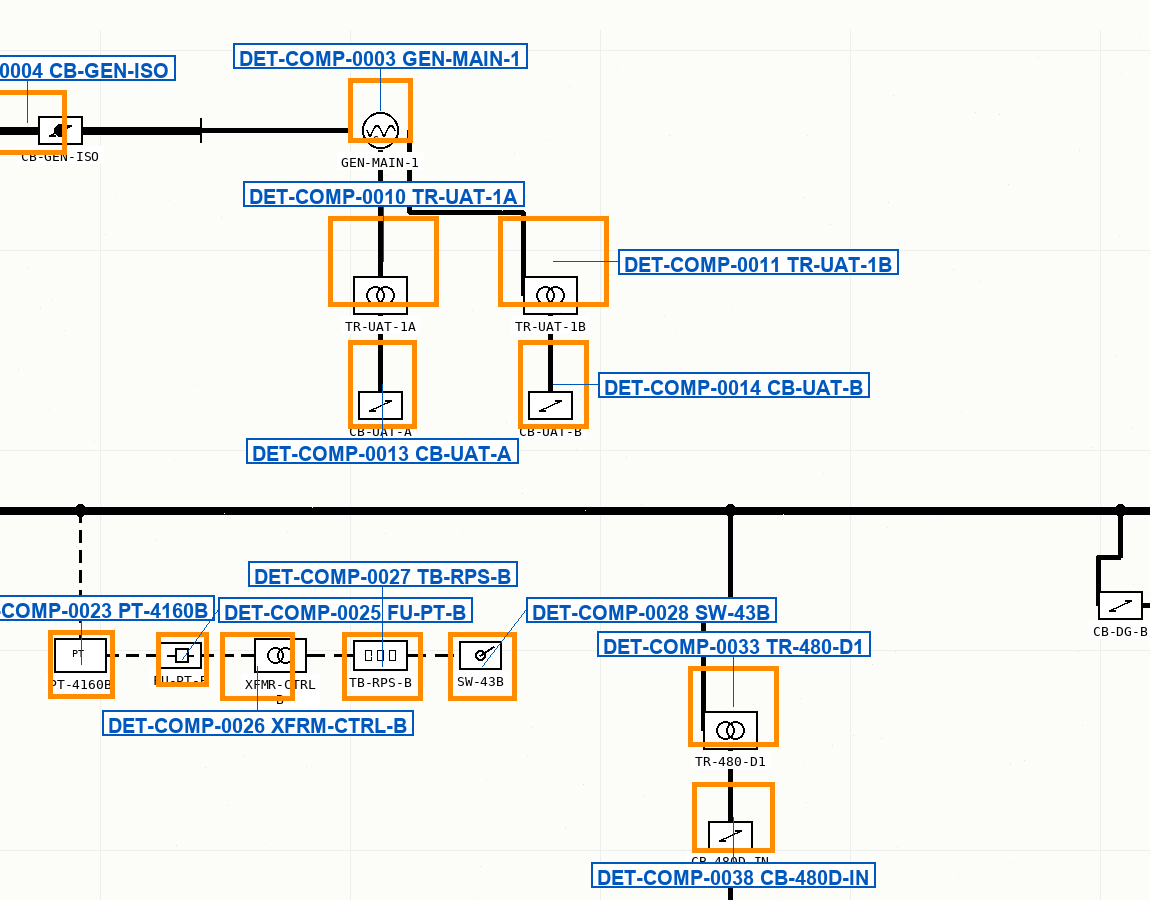 DET-COMP-0003 GEN-MAIN-1
0004 CB-GEN-ISO
CB-GEN-ISO
GEN-MAIN-1
DET-COMP-0010 TR-UAT-1A
DET-COMP-0011 TR-UAT-1B
TR-UAT-1A
TR-UAT-1B
DET-COMP-0014 CB-UAT-B
CB-UAT-A
CB-UAT-B
DET-COMP-0013 CB-UAT-A
DET-COMP-0027 TB-RPS-B
-COMP-0023 PT-4160B
DET-COMP-0025 FU-PT-B
DET-COMP-0028 SW-43B
CB-DG-B
DET-COMP-0033 TR-480-D1
PT
PT-4160B
FU-PT-B
XFMR-CTRL
B
TB-RPS-B
SW-43B
DET-COMP-0026 XFRM-CTRL-B
TR-480-D1
CB-480D-IN
DET-COMP-0038 CB-480D-IN